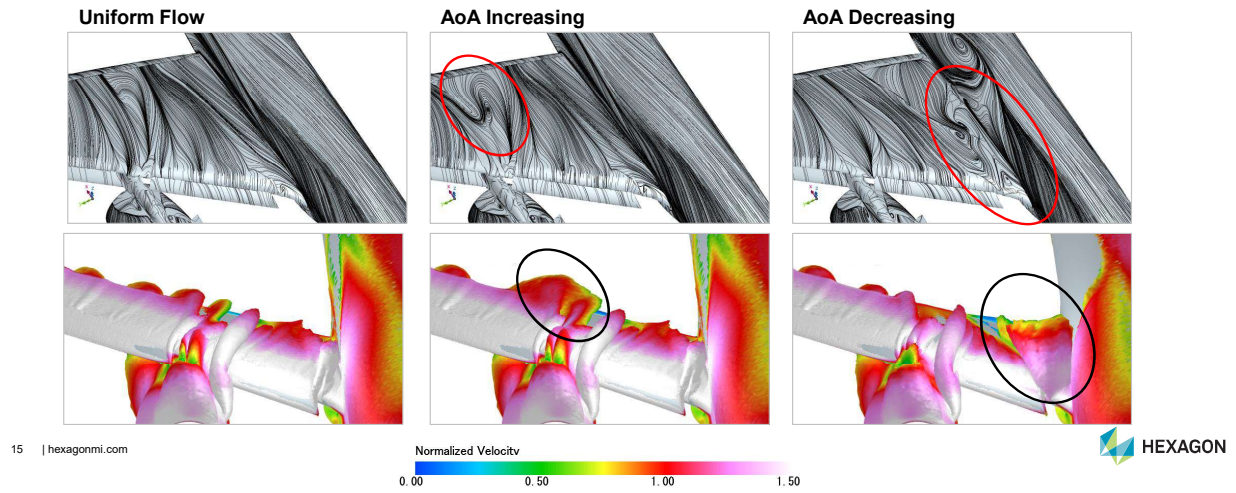 Uniform Flow
AoA Increasing
AoA Decreasing
15 | hexagonmi.com
HEXAGON
Normalized Velocity
0.00 0.50 1.00 1.50